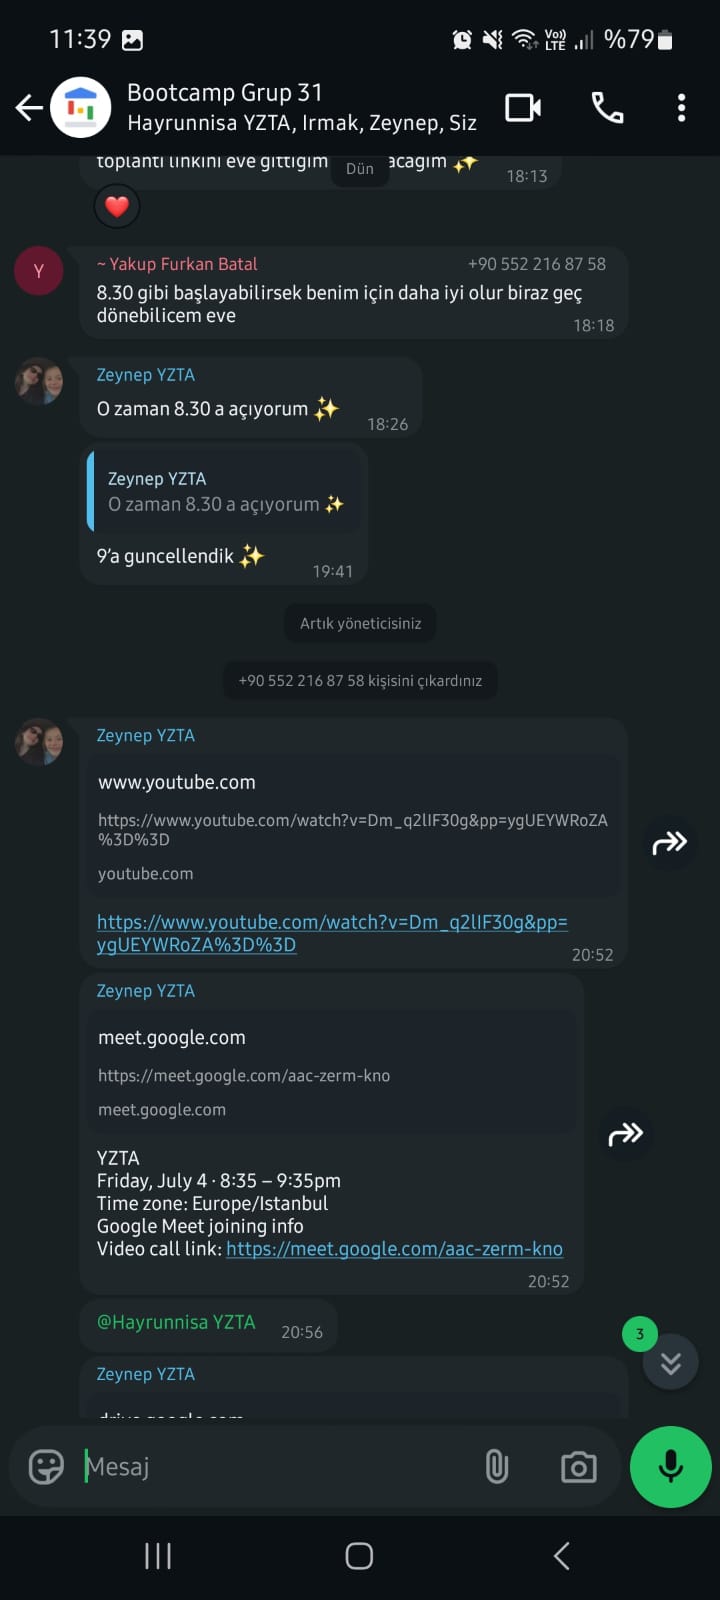 11:39
Vo)) LTE %79
Bootcamp Grup 31
Hayrunnisa YZTA, Irmak, Zeynep, Siz
toplantı linkini eve gittiğim acağım ✨
Dün
18:13
❤️
Y
~ Yakup Furkan Batal +90 552 216 87 58
8.30 gibi başlayabilirsek benim için daha iyi olur biraz geç
dönebilicem eve
18:18
Zeynep YZTA
O zaman 8.30 a açıyorum ✨
18:26
Zeynep YZTA
O zaman 8.30 a açıyorum ✨
9’a guncellendik ✨
19:41
Artık yöneticisiniz
+90 552 216 87 58 kişisini çıkardınız
Zeynep YZTA
www.youtube.com
https://www.youtube.com/watch?v=Dm_q2lIF30g&pp=ygUEYWRoZA
%3D%3D
youtube.com
https://www.youtube.com/watch?v=Dm_q2lIF30g&pp=
ygUEYWRoZA%3D%3D
20:52
Zeynep YZTA
meet.google.com
https://meet.google.com/aac-zerm-kno
meet.google.com
YZTA
Friday, July 4 · 8:35 – 9:35pm
Time zone: Europe/Istanbul
Google Meet joining info
Video call link: https://meet.google.com/aac-zerm-kno
20:52
@Hayrunnisa YZTA 20:56
3
Zeynep YZTA
drive.google.com
Mesaj